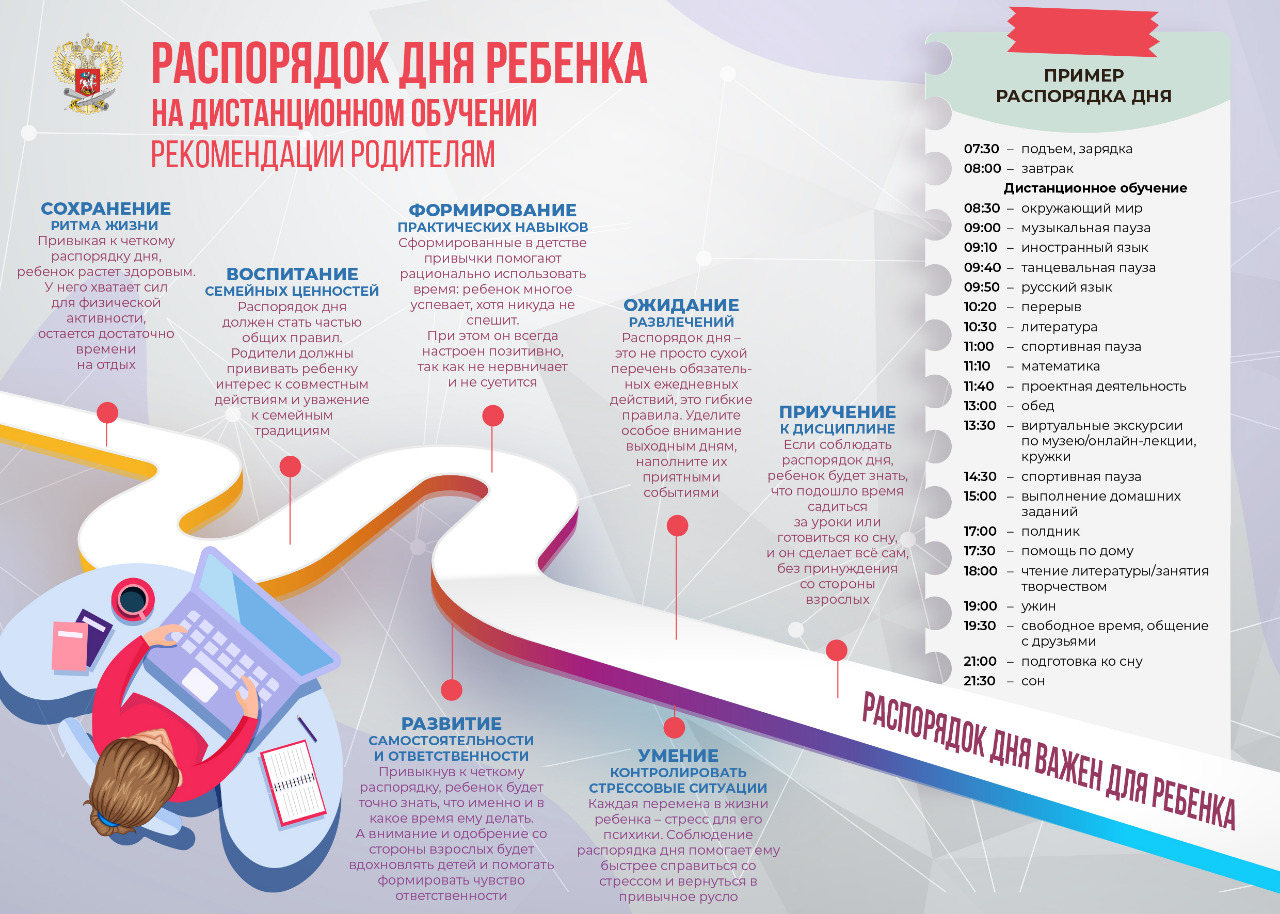 РАСПОРЯДОК ДНЯ РЕБЕНКА
НА ДИСТАНЦИОННОМ ОБУЧЕНИИ
РЕКОМЕНДАЦИИ РОДИТЕЛЯМ
СОХРАНЕНИЕ
РИТМА ЖИЗНИ
Привыкая к четкому
распорядку дня,
ребенок растет здоровым.
У него хватает сил
для физической
активности,
остается достаточно
времени
на отдых
ВОСПИТАНИЕ
СЕМЕЙНЫХ ЦЕННОСТЕЙ
Распорядок дня
должен стать частью
общих правил.
Родители должны
прививать ребенку
интерес к совместным
действиям и уважение
к семейным
традициям
ФОРМИРОВАНИЕ
ПРАКТИЧЕСКИХ НАВЫКОВ
Сформированные в детстве
привычки помогают
рационально использовать
время: ребенок многое
успевает, хотя никуда не
спешит.
При этом он всегда
настроен позитивно,
так как не нервничает
и не суетится
ОЖИДАНИЕ
РАЗВЛЕЧЕНИЙ
Распорядок дня –
это не просто сухой
перечень обязатель-
ных ежедневных
действий, это гибкие
правила. Уделите
особое внимание
выходным дням,
наполните их
приятными
событиями
ПРИУЧЕНИЕ
К ДИСЦИПЛИНЕ
Если соблюдать
распорядок дня,
ребенок будет знать,
что подошло время
садиться
за уроки или
готовиться ко сну,
и он сделает всё сам,
без принуждения
со стороны
взрослых
РАЗВИТИЕ
САМОСТОЯТЕЛЬНОСТИ
И ОТВЕТСТВЕННОСТИ
Привыкнув к четкому
распорядку, ребенок будет
точно знать, что именно и в
какое время ему делать.
А внимание и одобрение со
стороны взрослых будет
вдохновлять детей и помогать
формировать чувство
ответственности
УМЕНИЕ
КОНТРОЛИРОВАТЬ
СТРЕССОВЫЕ СИТУАЦИИ
Каждая перемена в жизни
ребенка – стресс для его
психики. Соблюдение
распорядка дня помогает ему
быстрее справиться со
стрессом и вернуться в
привычное русло
ПРИМЕР
РАСПОРЯДКА ДНЯ
07:30 – подъем, зарядка
08:00 – завтрак
Дистанционное обучение
08:30 – окружающий мир
09:00 – музыкальная пауза
09:10 – иностранный язык
09:40 – танцевальная пауза
09:50 – русский язык
10:20 – перерыв
10:30 – литература
11:00 – спортивная пауза
11:10 – математика
11:40 – проектная деятельность
13:00 – обед
13:30 – виртуальные экскурсии
по музею/онлайн-лекции,
кружки
14:30 – спортивная пауза
15:00 – выполнение домашних
заданий
17:00 – полдник
17:30 – помощь по дому
18:00 – чтение литературы/занятия
творчеством
19:00 – ужин
19:30 – свободное время, общение
с друзьями
21:00 – подготовка ко сну
21:30 – сон
РАСПОРЯДОК ДНЯ ВАЖЕН ДЛЯ РЕБЕНКА